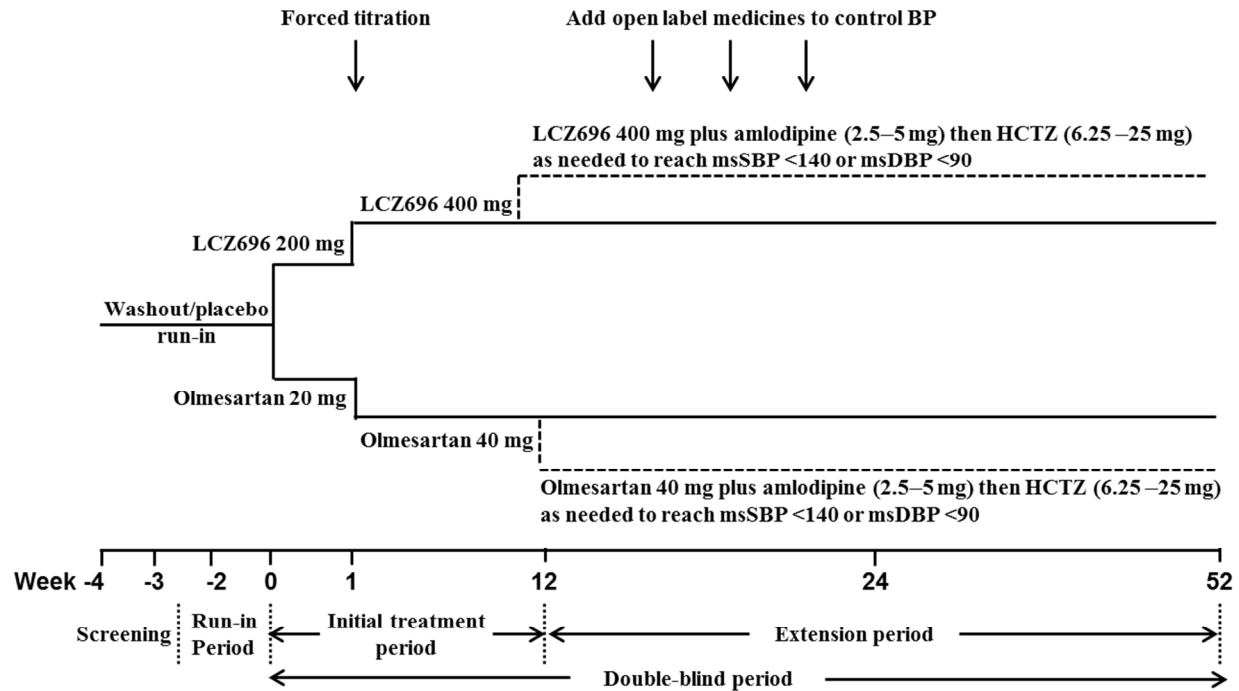 Forced titration
Add open label medicines to control BP
LCZ696 400 mg plus amlodipine (2.5–5 mg) then HCTZ (6.25–25 mg)
as needed to reach msSBP <140 or msDBP <90
LCZ696 400 mg
LCZ696 200 mg
Washout/placebo
run-in
Olmesartan 20 mg
Olmesartan 40 mg
Olmesartan 40 mg plus amlodipine (2.5–5 mg) then HCTZ (6.25–25 mg)
as needed to reach msSBP <140 or msDBP <90
Week -4 -3 -2 0 1 12 24 52
Screening
Run-in
Period
Initial treatment
period
Extension period
Double-blind period